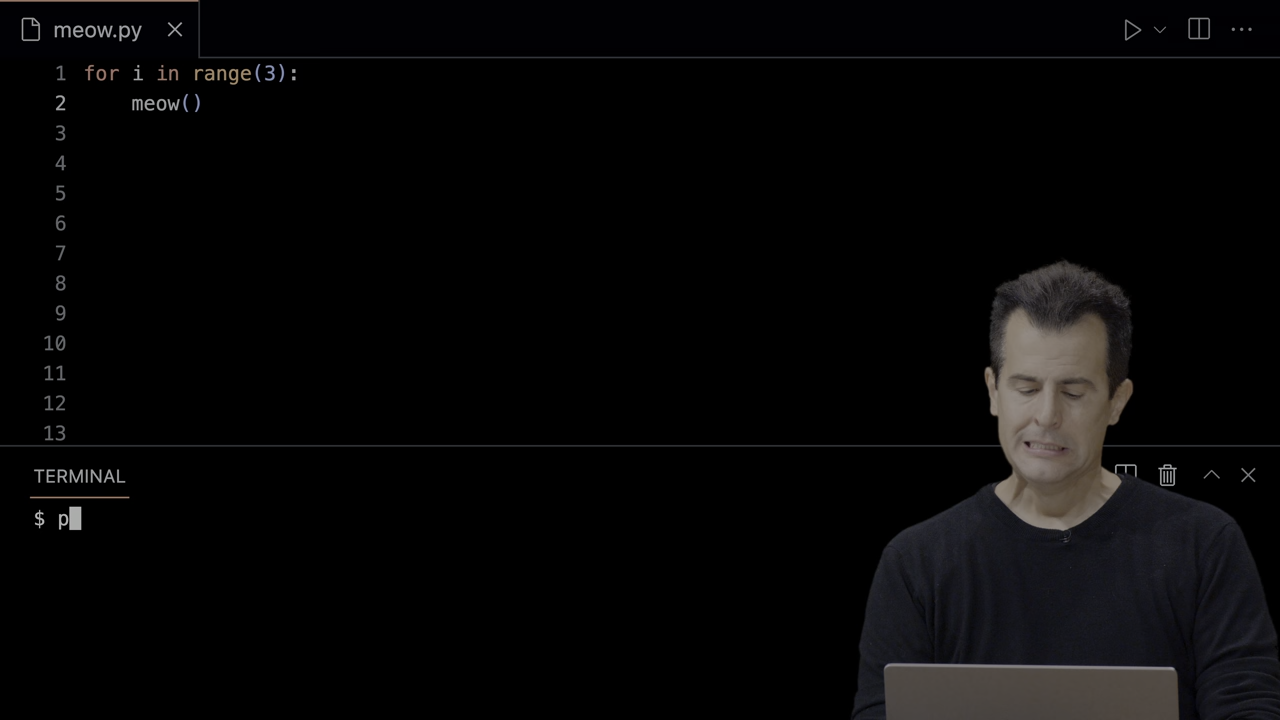 meow.py
1 for i in range(3):
2     meow()
3
4
5
6
7
8
9
10
11
12
13
TERMINAL
$ p